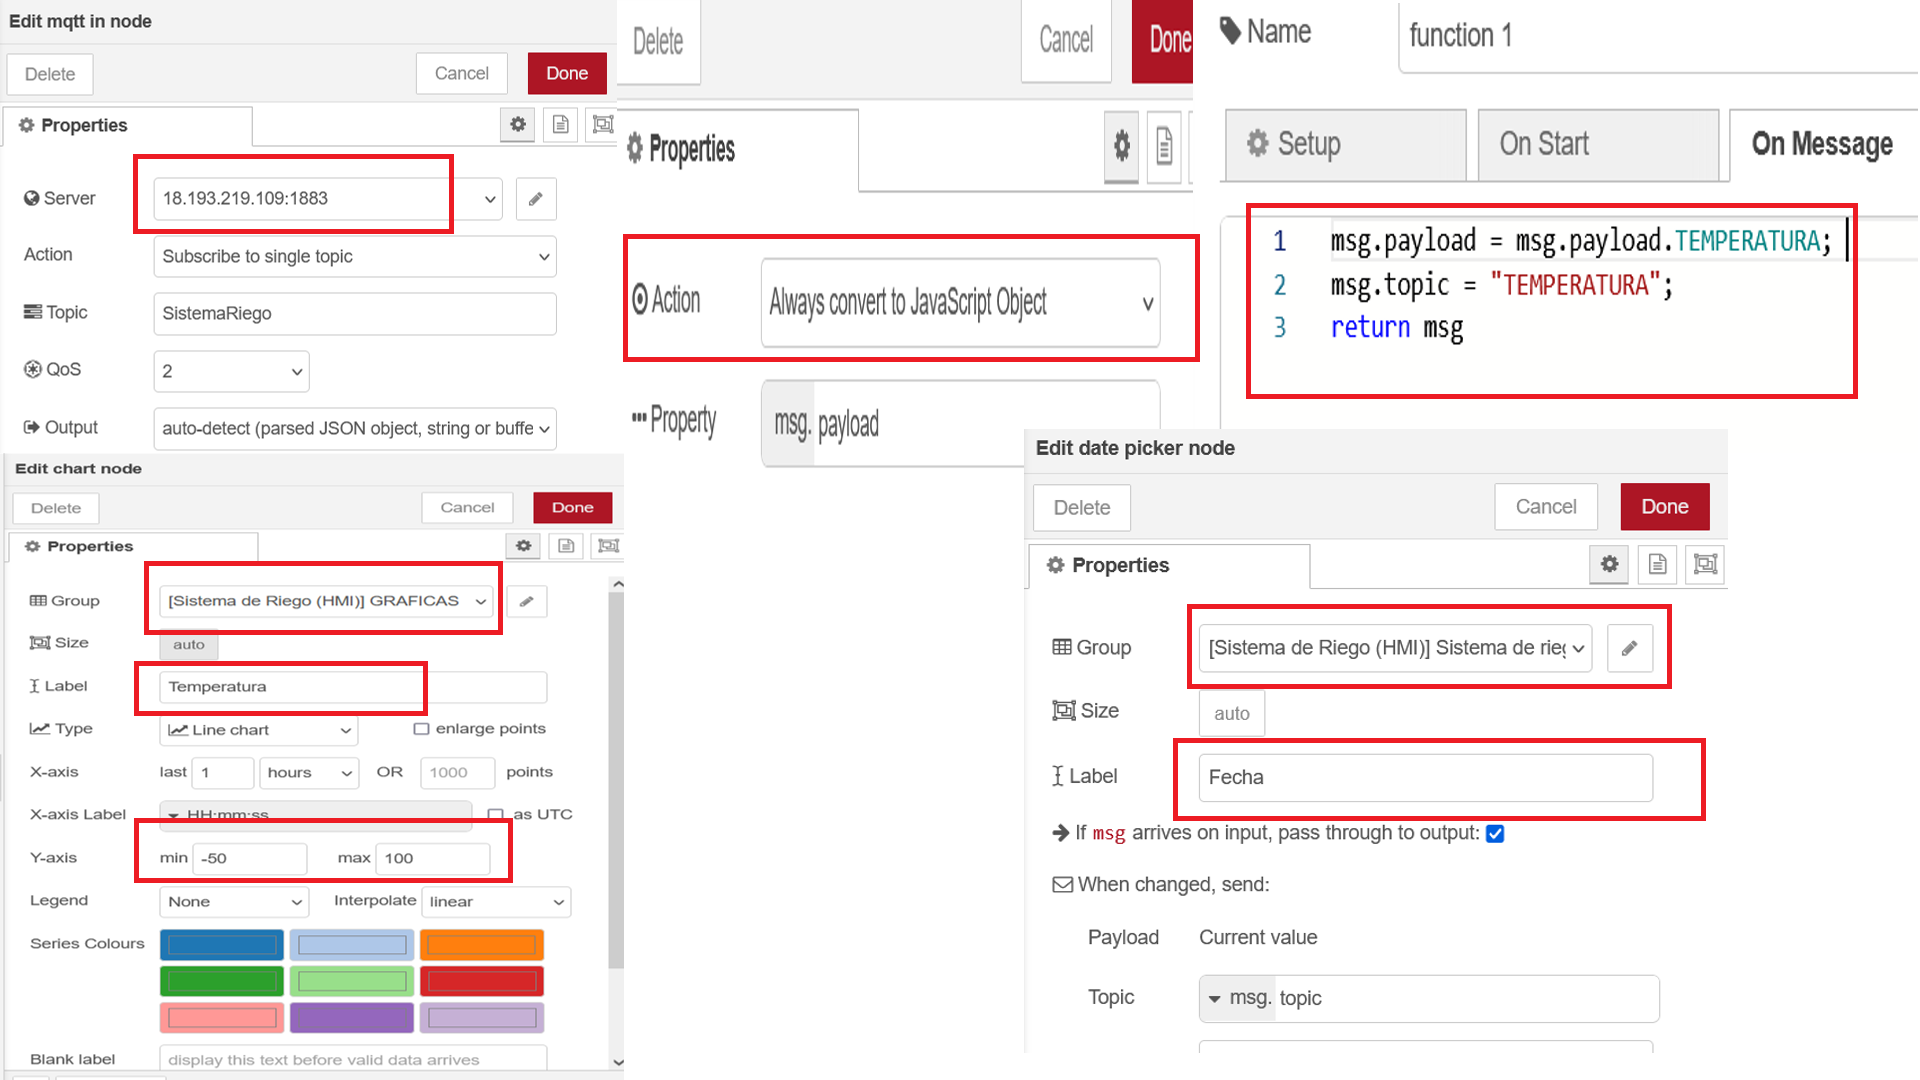 Edit mqtt in node
Delete
Cancel
Done
Properties
Server
18.193.219.109:1883
Action
Subscribe to single topic
Topic
SistemaRiego
QoS
2
Output
auto-detect (parsed JSON object, string or buffe
Delete
Cancel
Done
Properties
Action
Always convert to JavaScript Object
Property
msg. payload
Name
function 1
Setup
On Start
On Message
1 msg.payload = msg.payload.TEMPERATURA;
2 msg.topic = "TEMPERATURA";
3 return msg
Edit chart node
Delete
Cancel
Done
Properties
Group
[Sistema de Riego (HMI)] GRAFICAS
Size
auto
Label
Temperatura
Type
Line chart
enlarge points
X-axis
last 1 hours OR 1000 points
X-axis Label
HH:mm:ss
as UTC
Y-axis
min -50 max 100
Legend
None
Interpolate
linear
Series Colours
Blank label
display this text before valid data arrives
Edit date picker node
Delete
Cancel
Done
Properties
Group
[Sistema de Riego (HMI)] Sistema de rieg
Size
auto
Label
Fecha
If msg arrives on input, pass through to output:
When changed, send:
Payload
Current value
Topic
msg. topic